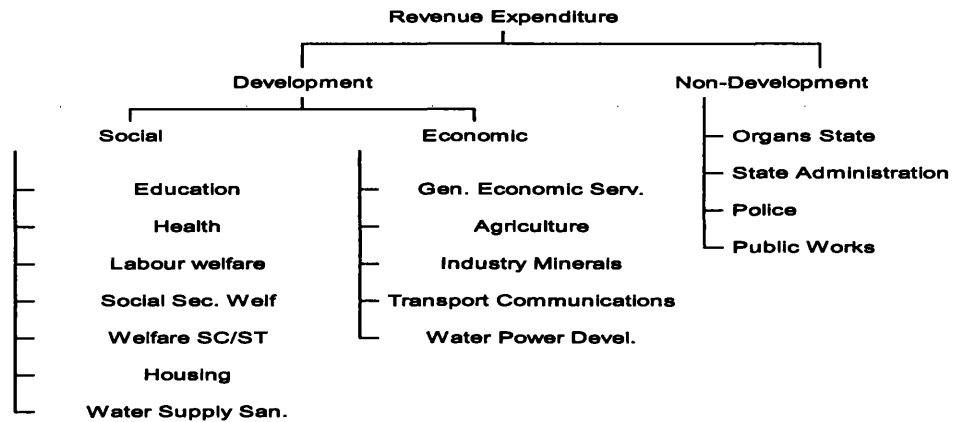 Revenue Expenditure
Development
Non-Development
Social
Economic
Education
Health
Labour welfare
Social Sec. Welf
Welfare SC/ST
Housing
Water Supply San.
Gen. Economic Serv.
Agriculture
Industry Minerals
Transport Communications
Water Power Devel.
Organs State
State Administration
Police
Public Works